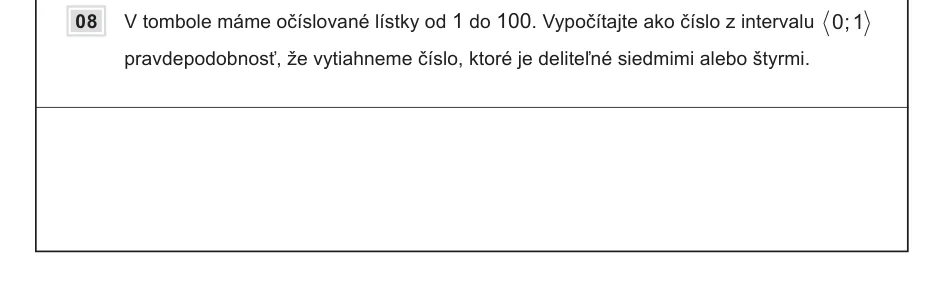 08 V tombole máme očíslované lístky od 1 do 100. Vypočítajte ako číslo z intervalu ⟨0; 1⟩
pravdepodobnosť, že vytiahneme číslo, ktoré je deliteľné siedmimi alebo štyrmi.